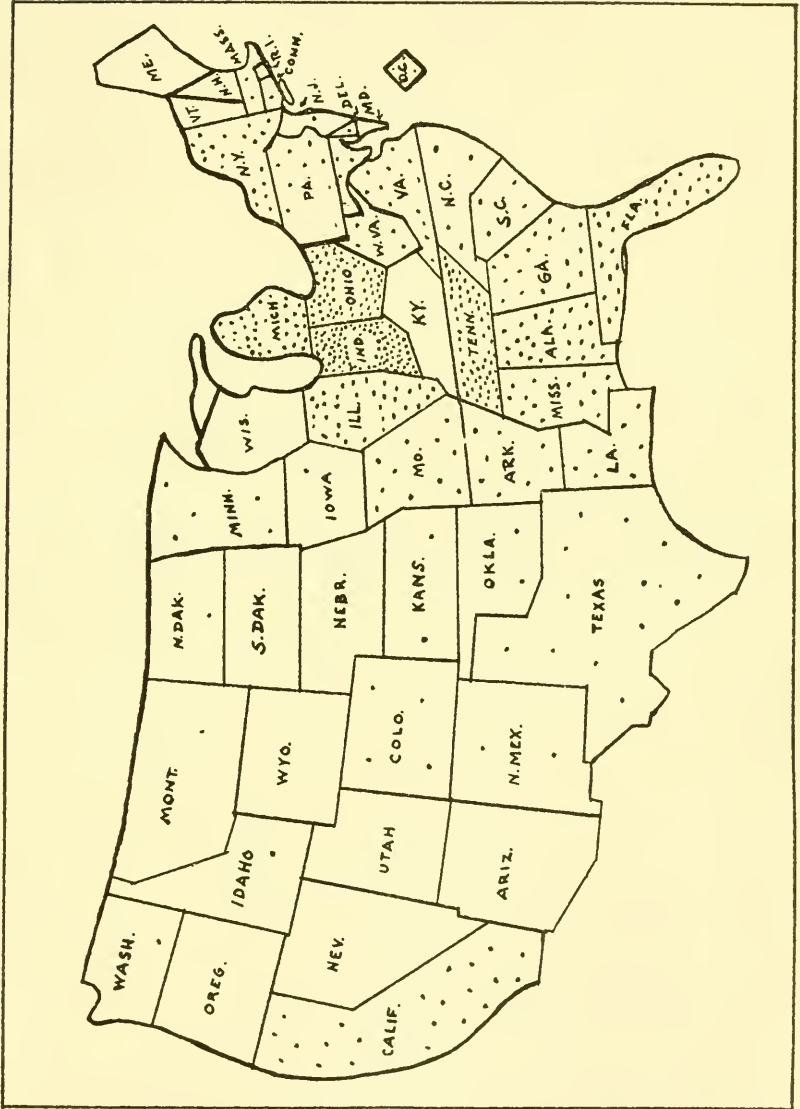 WASH.
OREG.
CALIF.
NEV.
IDAHO
MONT.
WYO.
UTAH
ARIZ.
COLO.
N.MEX.
N.DAK.
S.DAK.
NEBR.
KANS.
OKLA.
TEXAS
MINN.
IOWA
MO.
ARK.
LA.
WIS.
ILL.
MICH
IND.
OHIO
KY.
TENN.
MISS.
ALA.
GA.
FLA.
S.C.
N.C.
VA.
W.VA.
PA.
N.Y.
VT.
N.H.
ME.
MASS.
R.I.
CONN.
N.J.
DEL.
MD.
D.C.